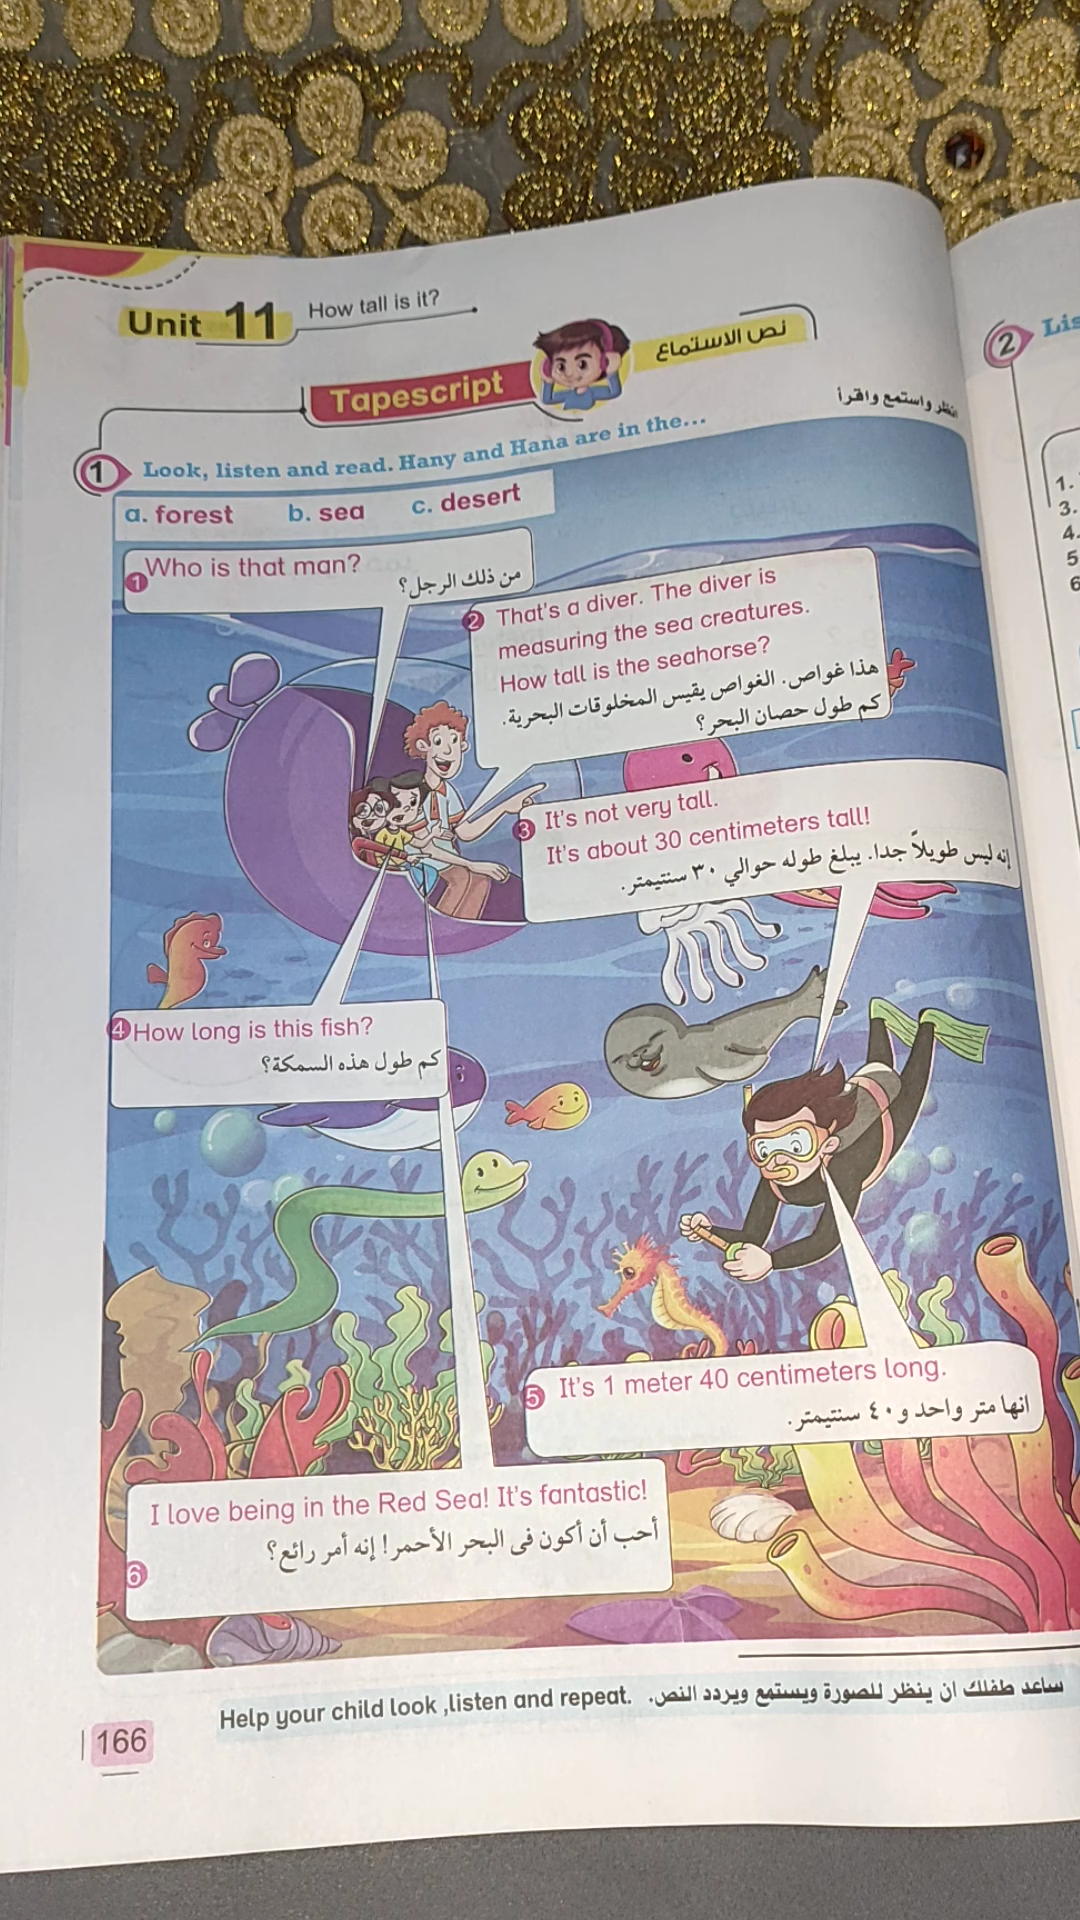 Unit 11 How tall is it?
Tapescript
نص الاستماع
1 Look, listen and read. Hany and Hana are in the...
انظر واستمع واقرأ
a. forest b. sea c. desert
1 Who is that man?
من ذلك الرجل؟
2 That's a diver. The diver is
measuring the sea creatures.
How tall is the seahorse?
هذا غواص. الغواص يقيس المخلوقات البحرية.
كم طول حصان البحر؟
3 It's not very tall.
It's about 30 centimeters tall!
إنه ليس طويلاً جدا. يبلغ طوله حوالي ٣٠ سنتيمتر.
4 How long is this fish?
كم طول هذه السمكة؟
5 It's 1 meter 40 centimeters long.
انها متر واحد و٤٠ سنتيمتر.
I love being in the Red Sea! It's fantastic!
أحب أن أكون فى البحر الأحمر! إنه أمر رائع؟
6
Help your child look ,listen and repeat. ساعد طفلك ان ينظر للصورة ويستمع ويردد النص.
166
2 Lis
1.
3.
4.
5
6